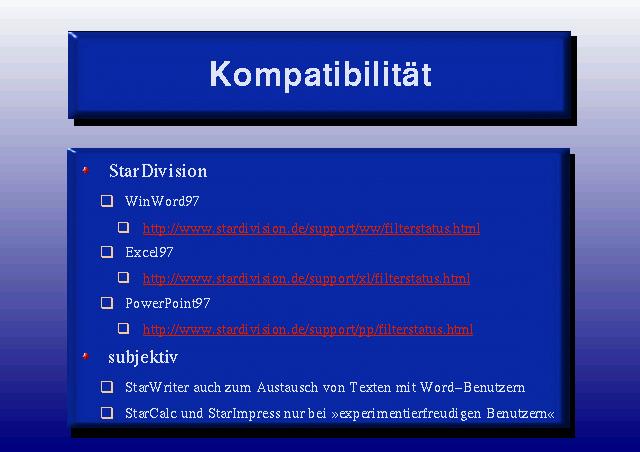 Kompatibilität
StarDivision
WinWord97
http://www.stardivision.de/support/ww/filterstatus.html
Excel97
http://www.stardivision.de/support/xl/filterstatus.html
PowerPoint97
http://www.stardivision.de/support/pp/filterstatus.html
subjektiv
StarWriter auch zum Austausch von Texten mit Word–Benutzern
StarCalc und StarImpress nur bei »experimentierfreudigen Benutzern«